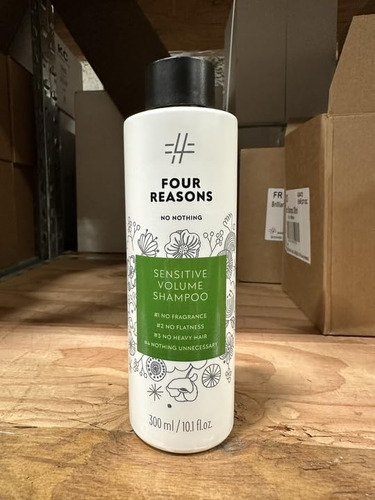 FOUR
REASONS
NO NOTHING
SENSITIVE
VOLUME
SHAMPOO
#1 NO FRAGRANCE
#2 NO FLATNESS
#3 NO HEAVY HAIR
#4 NOTHING UNNECESSARY
300 ml / 10.1 fl.oz.
KC
FR